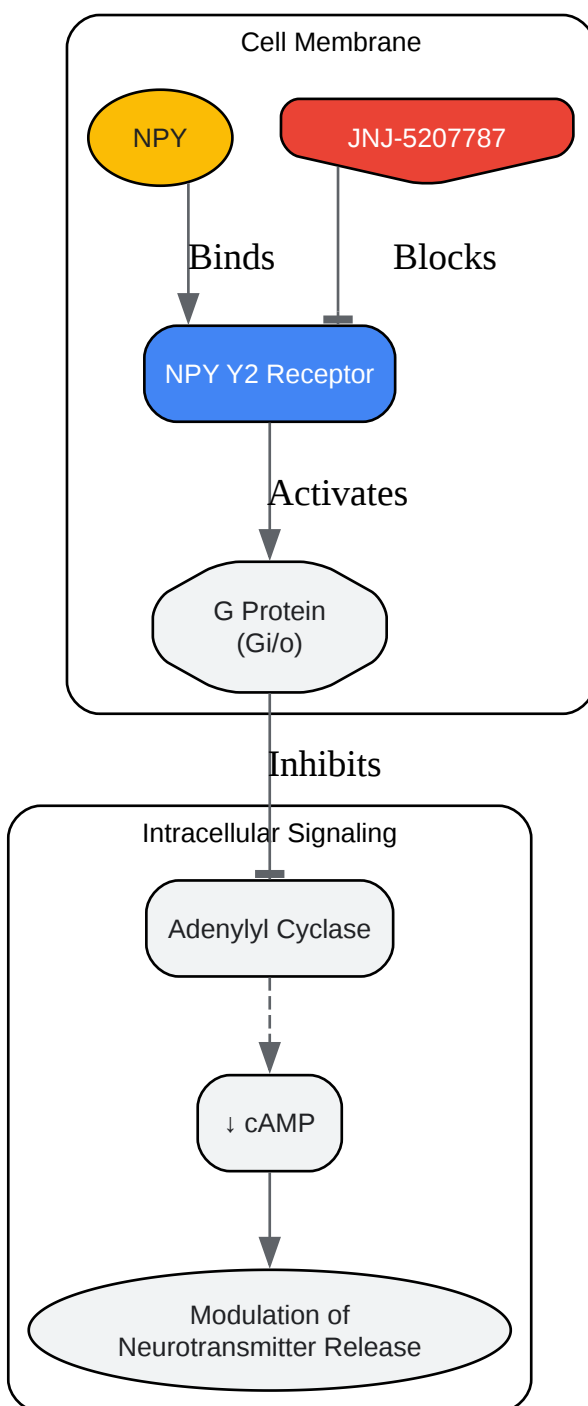 Cell Membrane
NPY
JNJ-5207787
Binds
Blocks
NPY Y2 Receptor
Activates
G Protein
(Gi/o)
Inhibits
Intracellular Signaling
Adenylyl Cyclase
↓ cAMP
Modulation of
Neurotransmitter Release